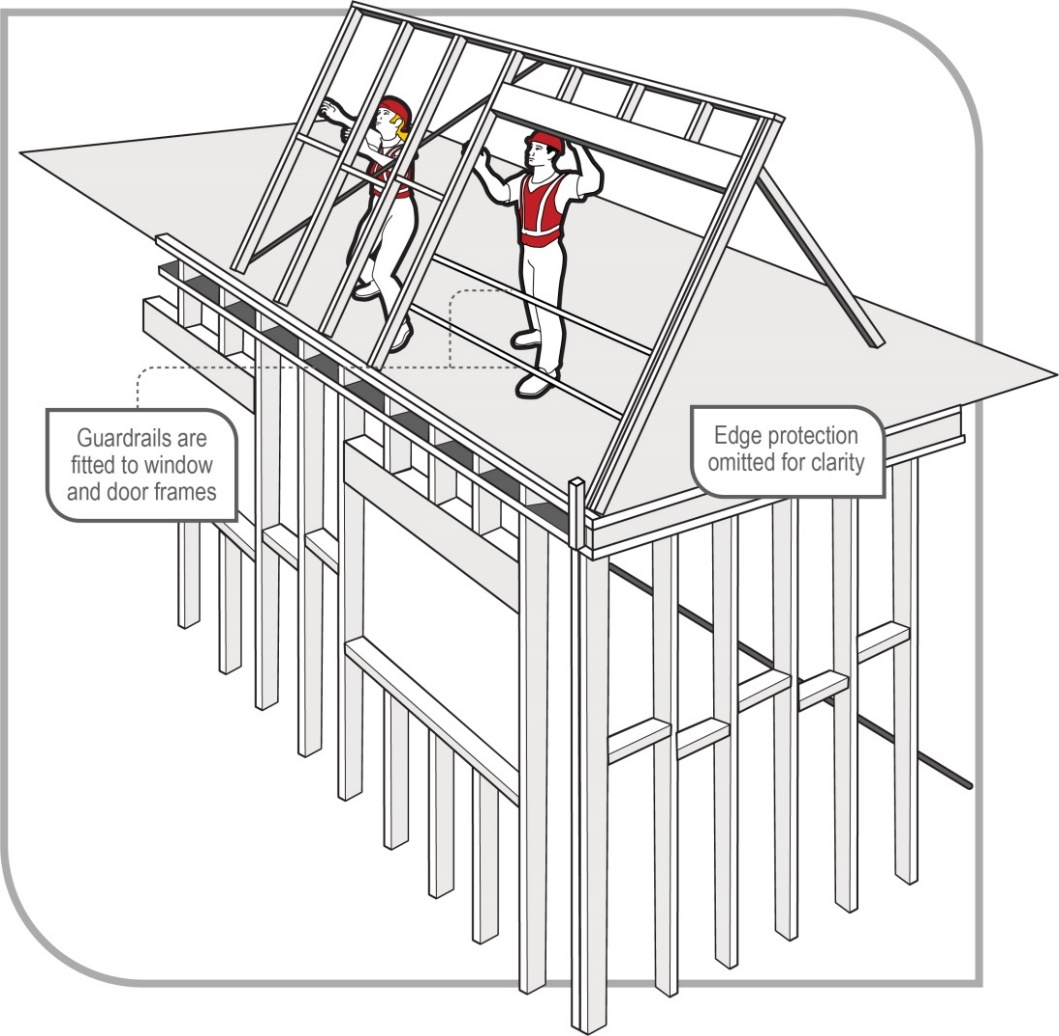 Guardrails are
fitted to window
and door frames
Edge protection
omitted for clarity